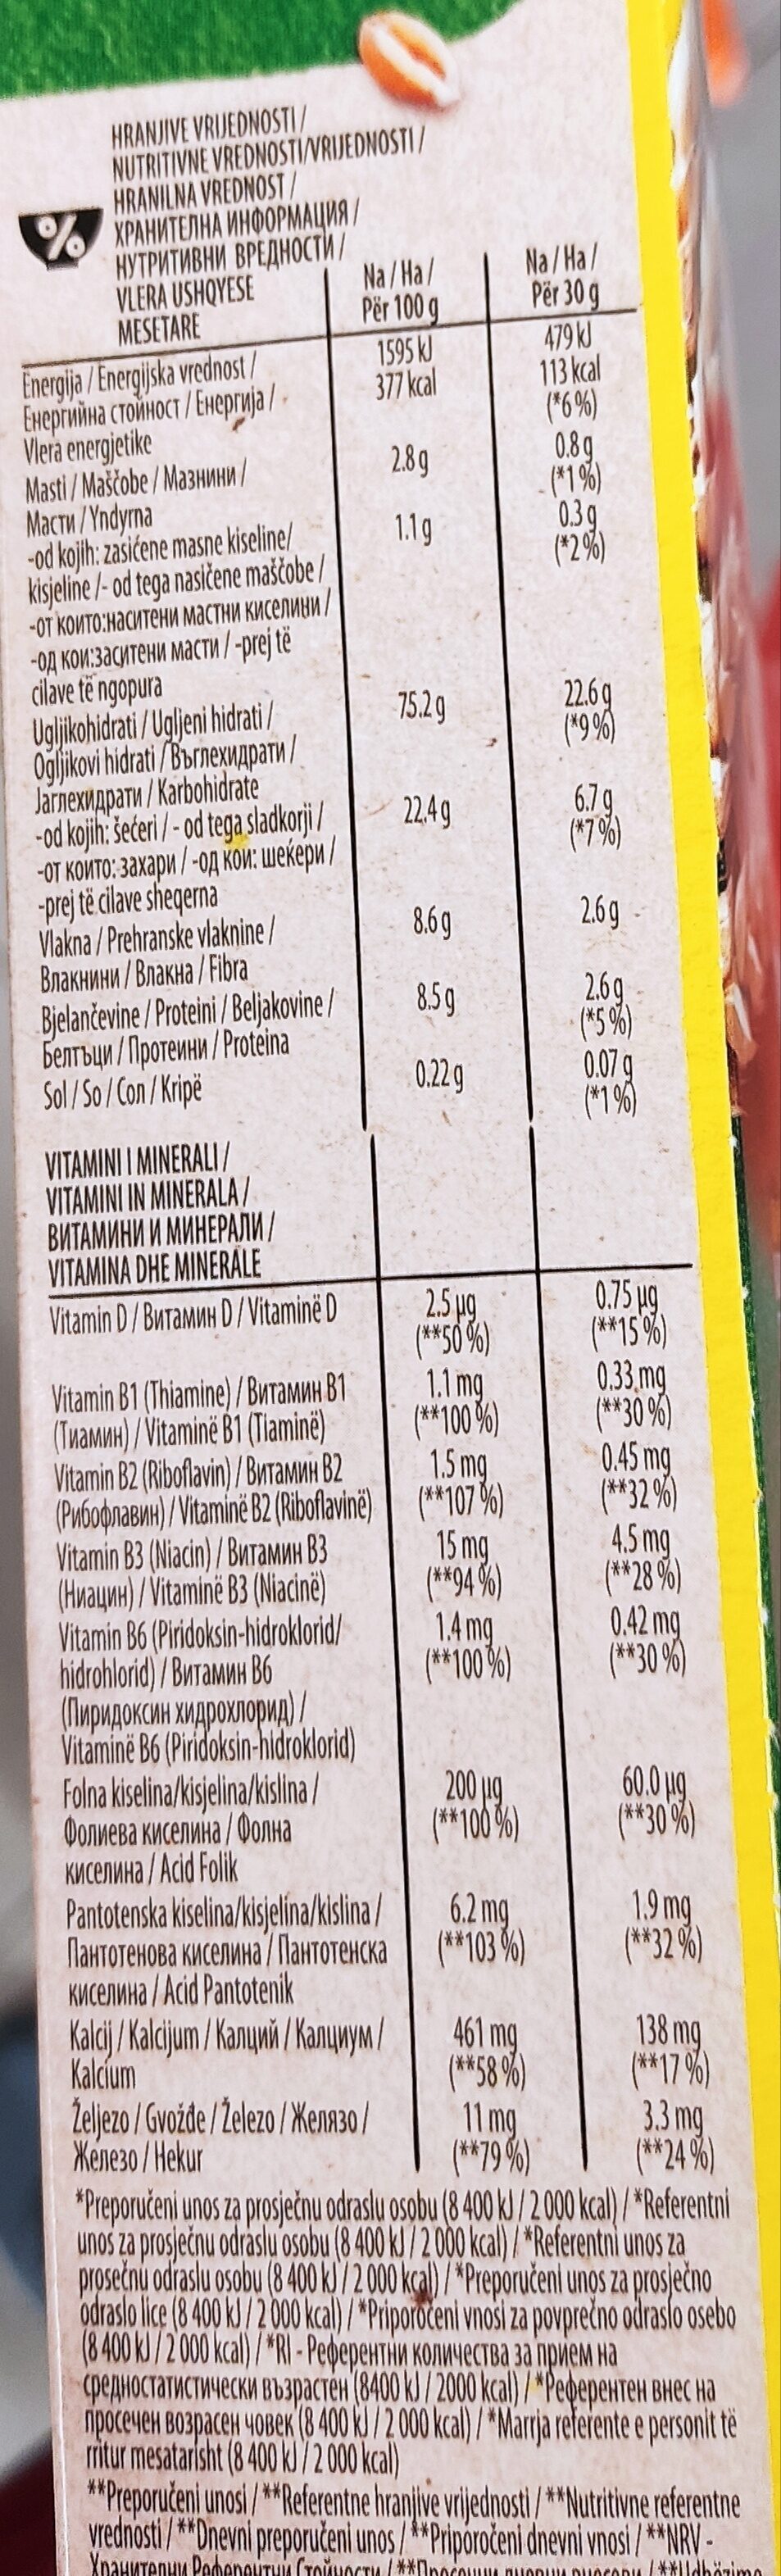 HRANJIVE VRIJEDNOSTI /
NUTRITIVNE VREDNOSTI/VRIJEDNOSTI /
HRANILNA VREDNOST /
% ХРАНИТЕЛНА ИНФОРМАЦИЯ /
НУТРИТИВНИ ВРЕДНОСТИ /
VLERA USHQYESE
MESETARE
Na / Ha / Na / Ha /
Për 100 g Për 30 g
Energija / Energijska vrednost / 1595 kJ 479 kJ
Енергийна стойност / Енергија / 377 kcal 113 kcal
Vlera energjetike (*6 %)
Masti / Maščobe / Мазнини / 2.8 g 0.8 g
Масти / Yndyrna (*1 %)
-od kojih: zasićene masne kiseline/ 1.1 g 0.3 g
kisjeline /- od tega nasičene maščobe / (*2 %)
-от които:наситени мастни киселини /
-од кои:заситени масти / -prej të
cilave të ngopura
Ugljikohidrati / Ugljeni hidrati / 75.2 g 22.6 g
Ogljikovi hidrati / Въглехидрати / (*9 %)
Јаглехидрати / Karbohidrate
-od kojih: šećeri / - od tega sladkorji / 22.4 g 6.7 g
-от които: захари / -од кои: шеќери / (*7 %)
-prej të cilave sheqerna
Vlakna / Prehranske vlaknine / 8.6 g 2.6 g
Влакнини / Влакна / Fibra
Bjelančevine / Proteini / Beljakovine / 8.5 g 2.6 g
Белтъци / Протеини / Proteina (*5 %)
Sol / So / Сол / Kripë 0.22 g 0.07 g
(*1 %)
VITAMINI I MINERALI /
VITAMINI IN MINERALA /
ВИТАМИНИ И МИНЕРАЛИ /
VITAMINA DHE MINERALE
Vitamin D / Витамин D / Vitaminë D 2.5 µg 0.75 µg
(**50 %) (**15 %)
Vitamin B1 (Thiamine) / Витамин B1 1.1 mg 0.33 mg
(Тиамин) / Vitaminë B1 (Tiaminë) (**100 %) (**30 %)
Vitamin B2 (Riboflavin) / Витамин B2 1.5 mg 0.45 mg
(Рибофлавин) / Vitaminë B2 (Riboflavinë) (**107 %) (**32 %)
Vitamin B3 (Niacin) / Витамин B3 15 mg 4.5 mg
(Ниацин) / Vitaminë B3 (Niacinë) (**94 %) (**28 %)
Vitamin B6 (Piridoksin-hidroklorid/ 1.4 mg 0.42 mg
hidrohlorid) / Витамин B6 (**100 %) (**30 %)
(Пиридоксин хидрохлорид) /
Vitaminë B6 (Piridoksin-hidroklorid)
Folna kiselina/kisjelina/kislina / 200 µg 60.0 µg
Фолиева киселина / Фолна (**100 %) (**30 %)
киселина / Acid Folik
Pantotenska kiselina/kisjelina/kislina / 6.2 mg 1.9 mg
Пантотенова киселина / Пантотенска (**103 %) (**32 %)
киселина / Acid Pantotenik
Kalcij / Kalcijum / Калций / Калциум / 461 mg 138 mg
Kalcium (**58 %) (**17 %)
Željezo / Gvožđe / Železo / Желязо / 11 mg 3.3 mg
Железо / Hekur (**79 %) (**24 %)
*Preporučeni unos za prosječnu odraslu osobu (8 400 kJ / 2 000 kcal) / *Referentni
unos za prosječnu odraslu osobu (8 400 kJ / 2 000 kcal) / *Referentni unos za
prosečnu odraslu osobu (8 400 kJ / 2 000 kcal) / *Preporučeni unos za prosječno
odraslo lice (8 400 kJ / 2 000 kcal) / *Priporočeni vnosi za povprečno odraslo osebo
(8 400 kJ / 2 000 kcal) / *RI - Референтни количества за прием на
средностатистически възрастен (8400 kJ / 2000 kcal) / *Референтен внес на
просечен возрасен човек (8 400 kJ / 2 000 kcal) / *Marrja referente e personit të
rritur mesatarisht (8 400 kJ / 2 000 kcal)
**Preporučeni unosi / **Referentne hranjive vrijednosti / **Nutritivne referentne
vrednosti / **Dnevni preporučeni unos / **Priporočeni dnevni vnosi / **NRV -
Хранителни Референтни Стойности /